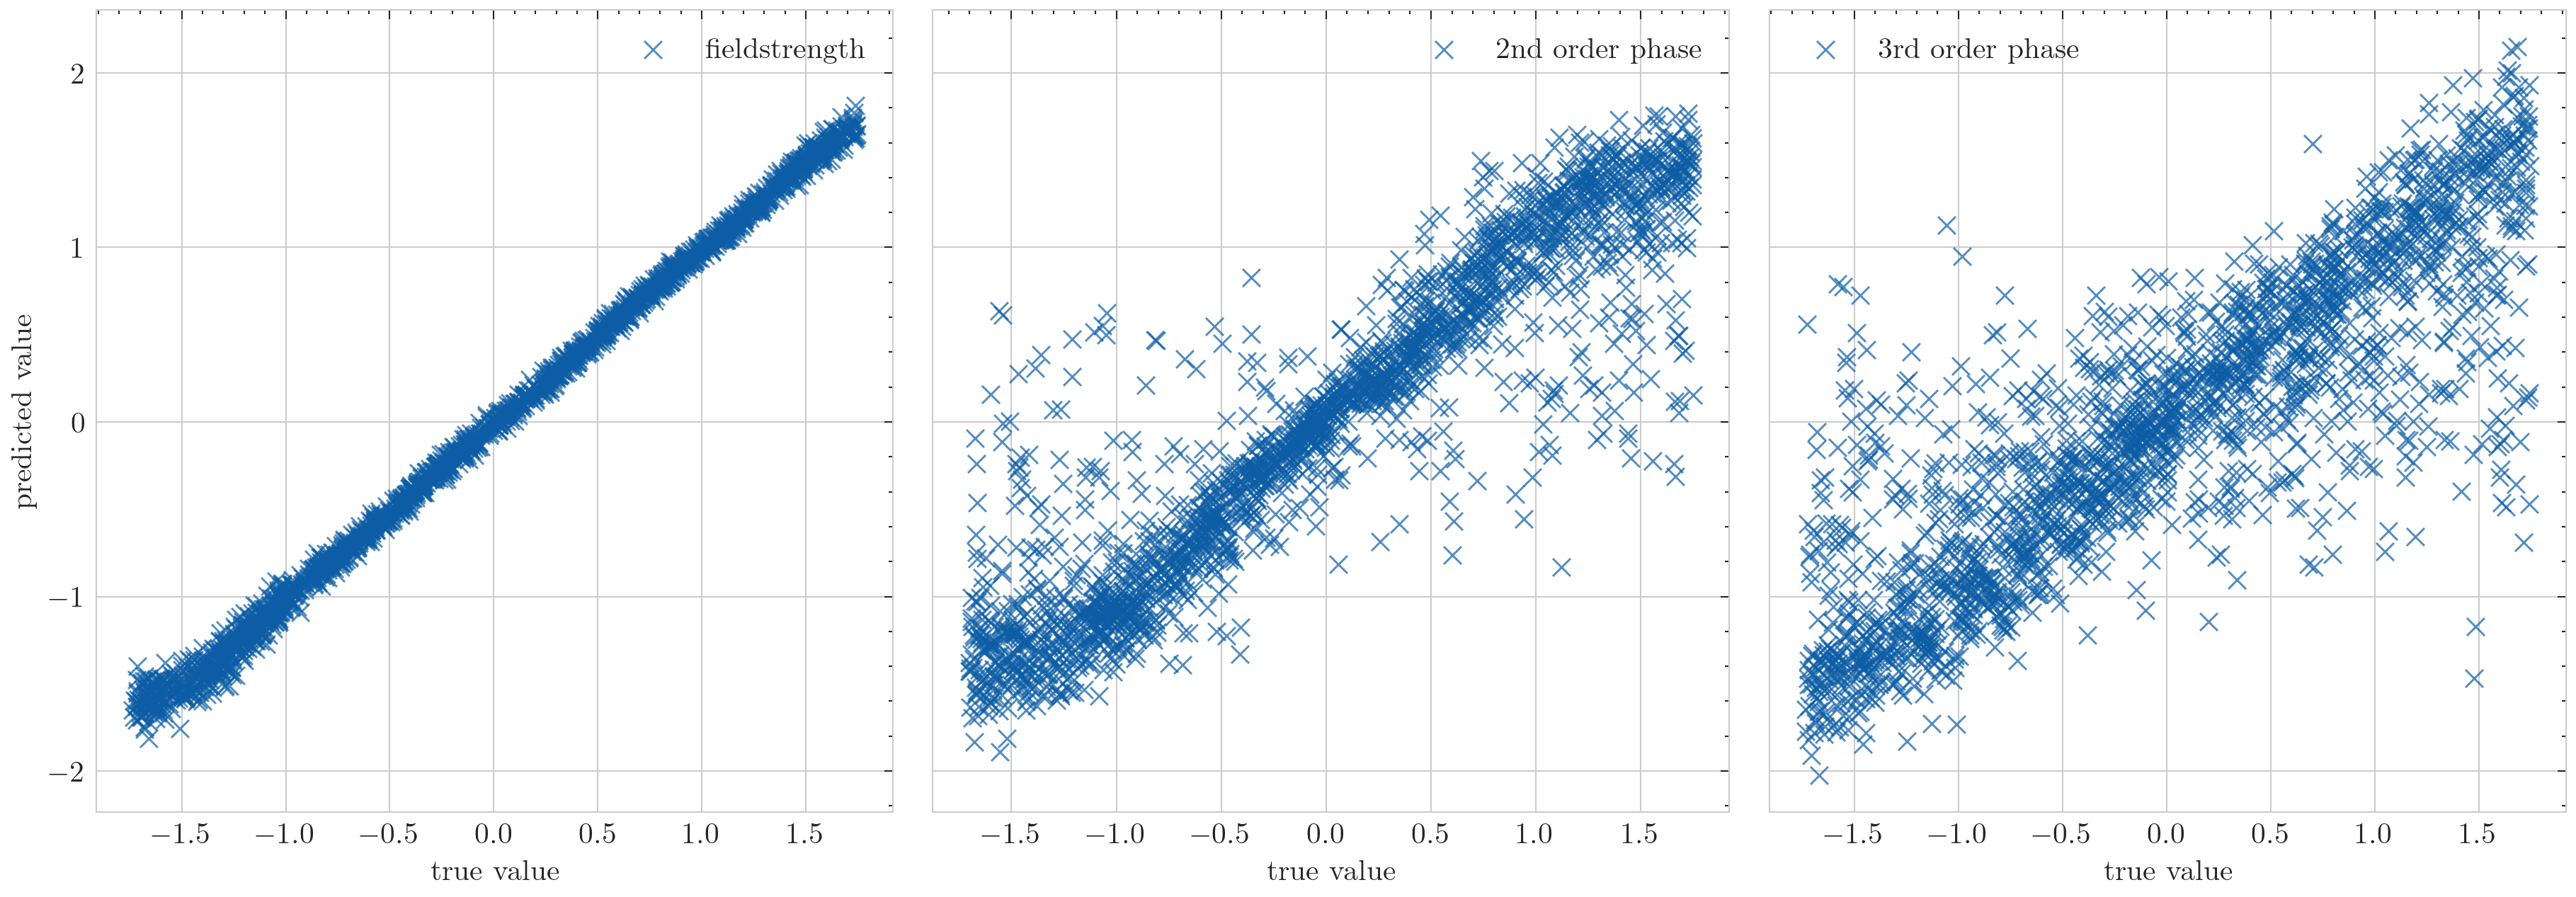 fieldstrength
2nd order phase
3rd order phase
2
1
0
−1
−2
predicted value
−1.5 −1.0 −0.5 0.0 0.5 1.0 1.5
−1.5 −1.0 −0.5 0.0 0.5 1.0 1.5
−1.5 −1.0 −0.5 0.0 0.5 1.0 1.5
true value
true value
true value